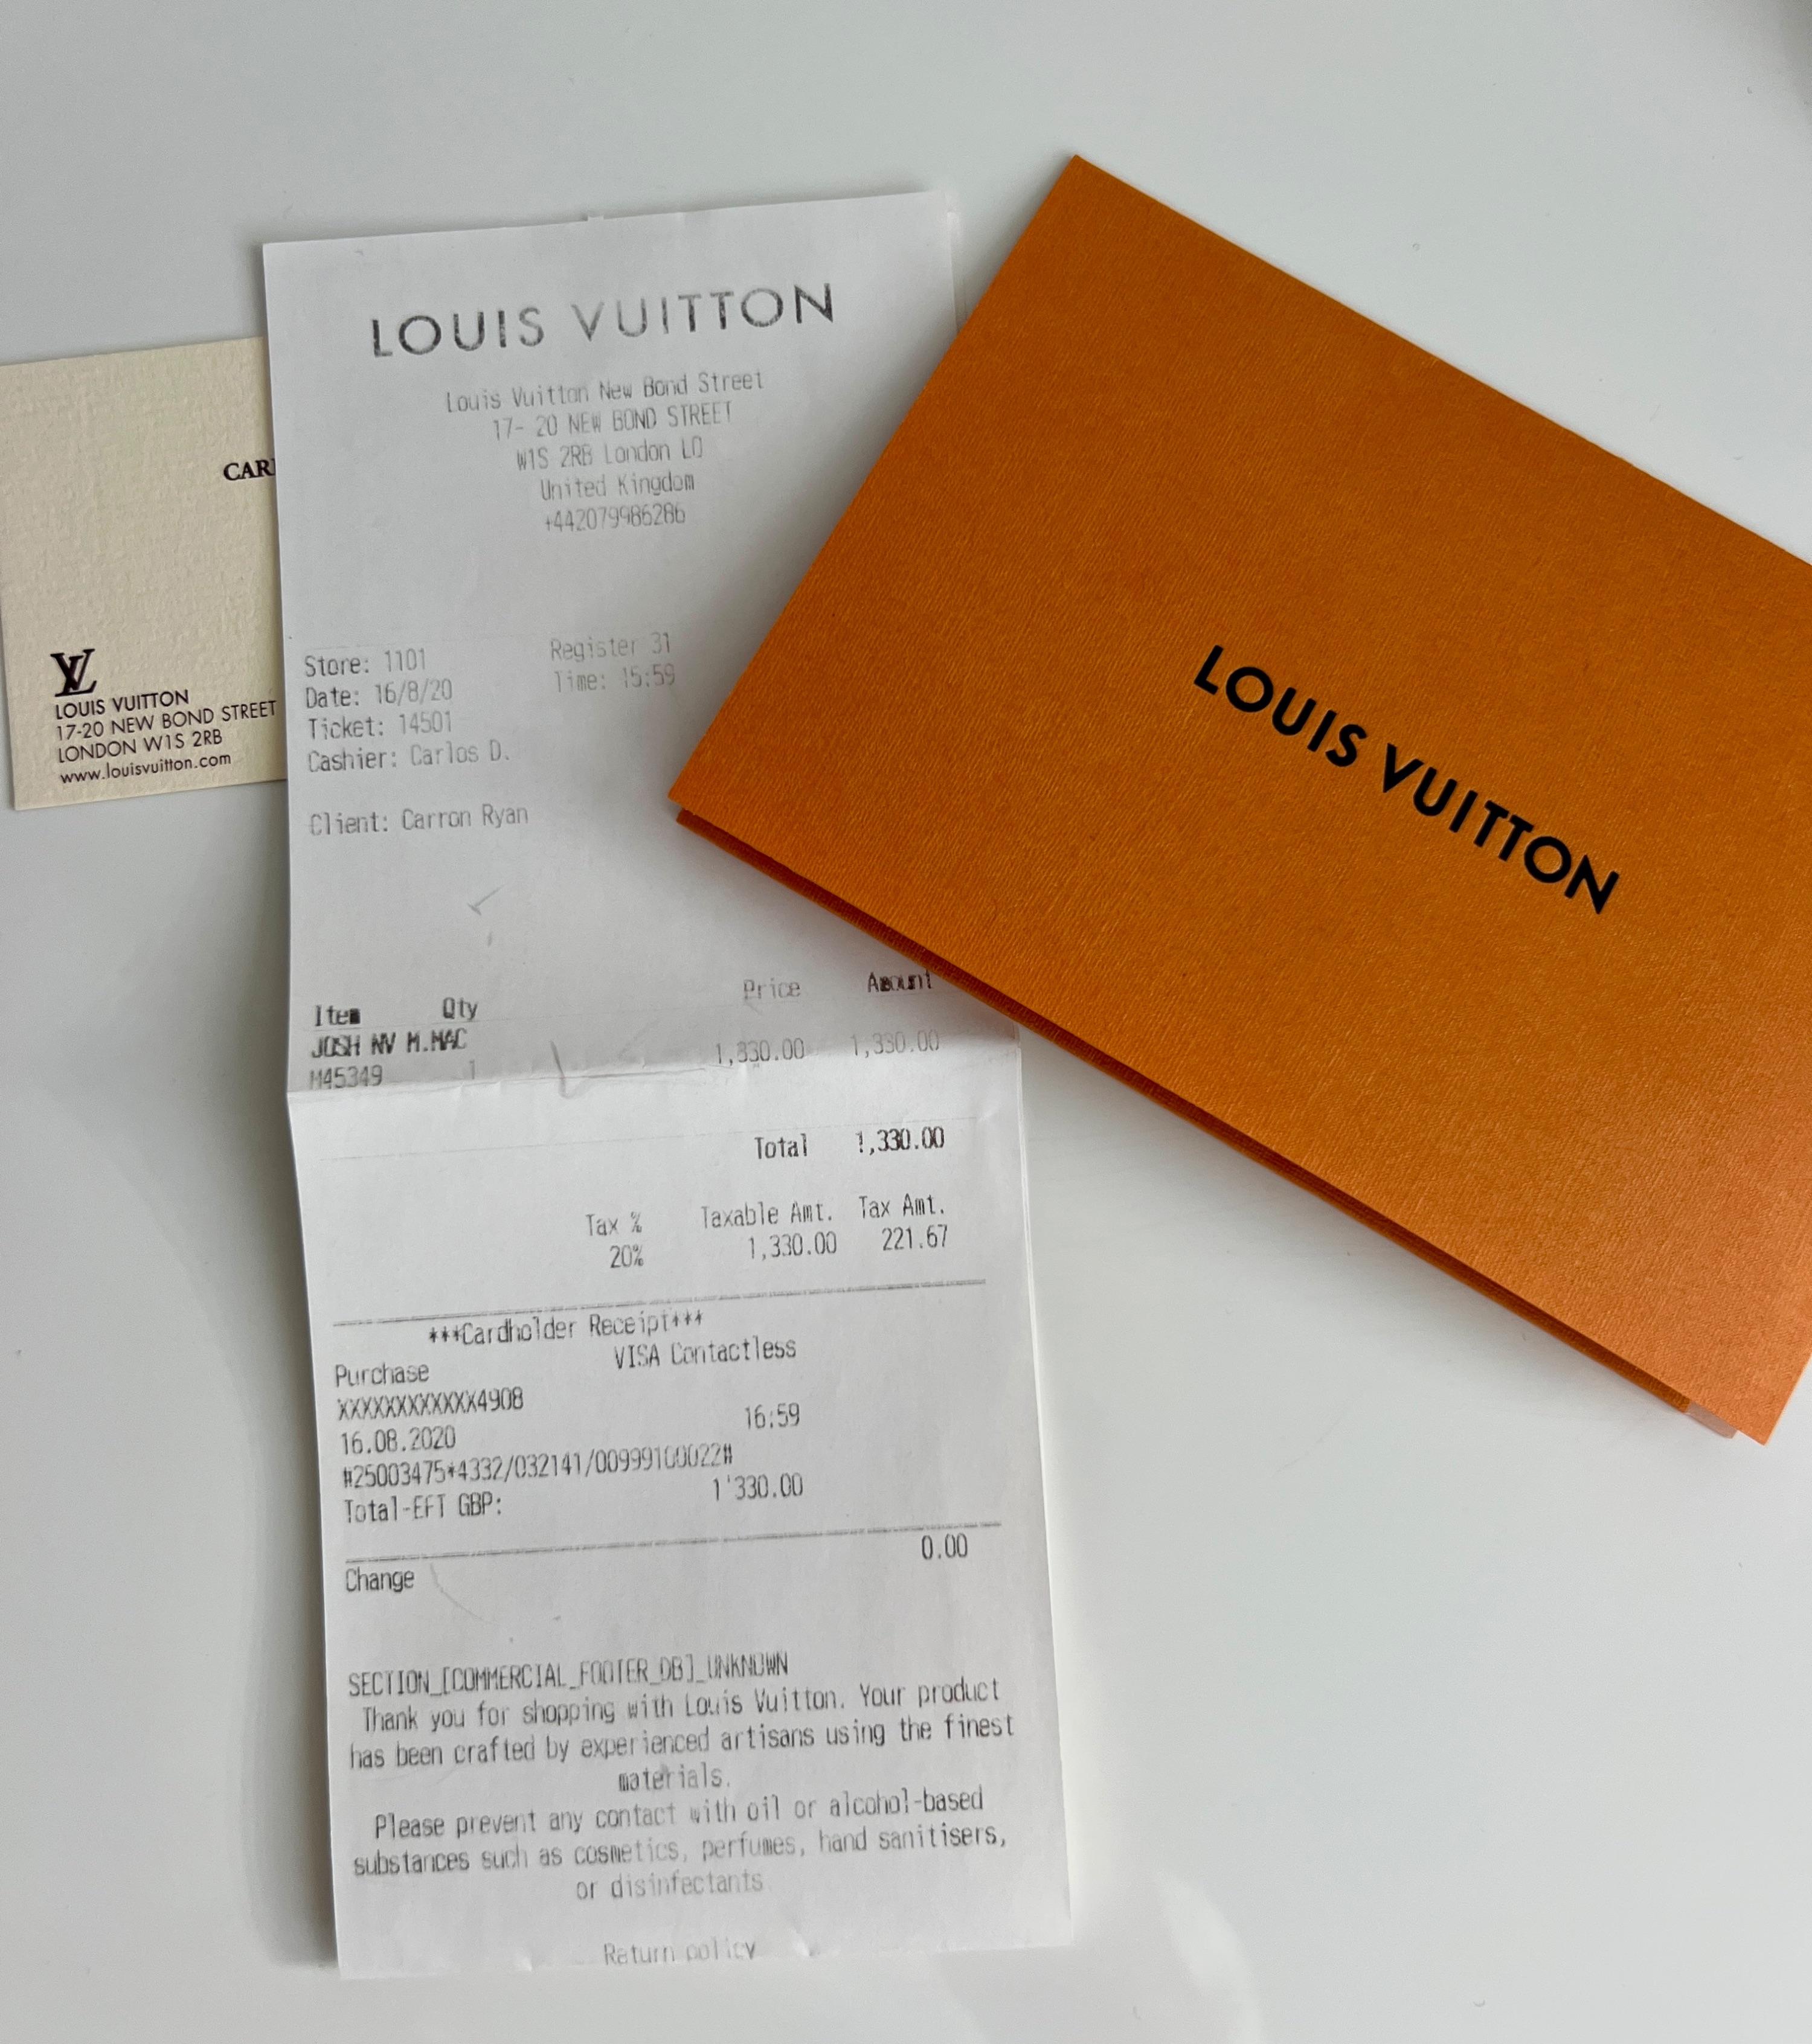 LOUIS VUITTON
Louis Vuitton New Bond Street
17- 20 NEW BOND STREET
W1S 2RB London LO
United Kingdom
+442079986286
Store: 1101 Register 31
Date: 16/8/20 Time: 15:59
Ticket: 14501
Cashier: Carlos D.
Client: Carron Ryan
Item Qty Price Amount
JOSH NV M.MAC
M45349 1 1,330.00 1,330.00
Total 1,330.00
Tax % Taxable Amt. Tax Amt.
20% 1,330.00 221.67
***Cardholder Receipt***
Purchase VISA Contactless
XXXXXXXXXXXX4908
16.08.2020 16:59
#25003475*4332/032141/00999100022#
Total-EFT GBP: 1'330.00
Change 0.00
SECTION_[COMMERCIAL_FOOTER_DB]_UNKNOWN
Thank you for shopping with Louis Vuitton. Your product
has been crafted by experienced artisans using the finest
materials.
Please prevent any contact with oil or alcohol-based
substances such as cosmetics, perfumes, hand sanitisers,
or disinfectants
Return policy
CAR
LV
LOUIS VUITTON
17-20 NEW BOND STREET
LONDON W1S 2RB
www.louisvuitton.com
LOUIS VUITTON